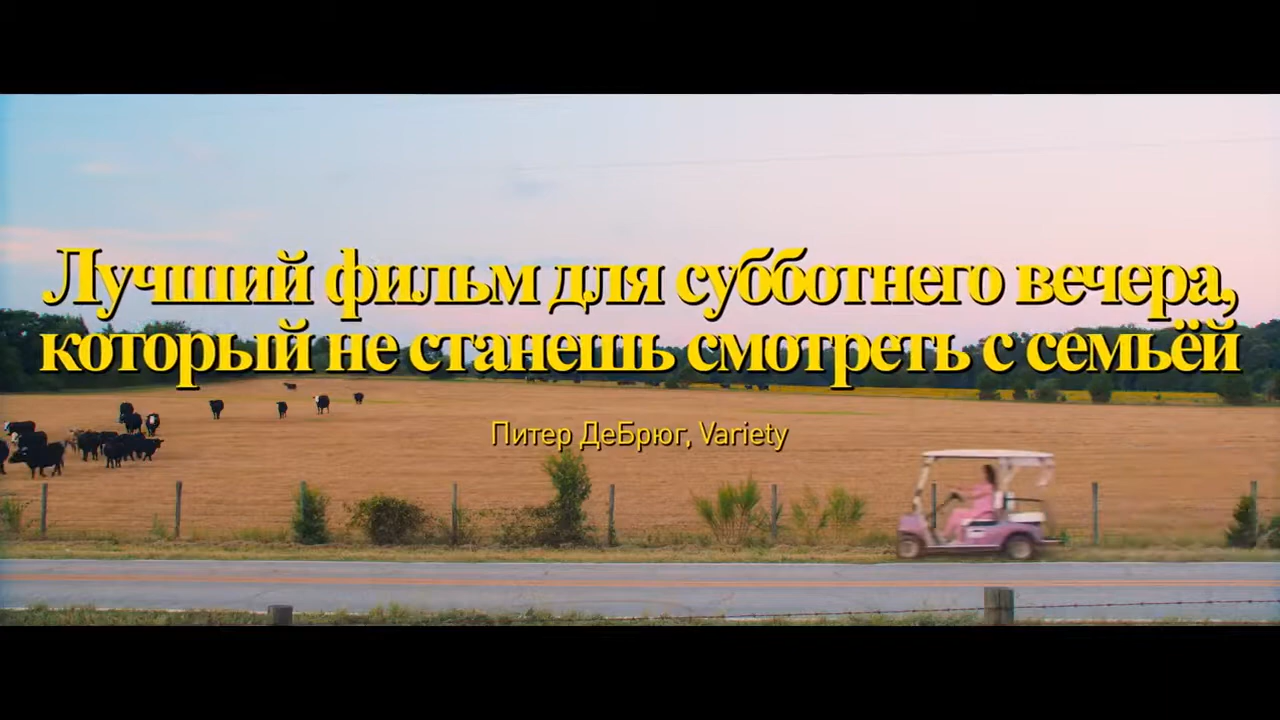 Лучший фильм для субботнего вечера,
который не станешь смотреть с семьёй
Питер ДеБрюг, Variety